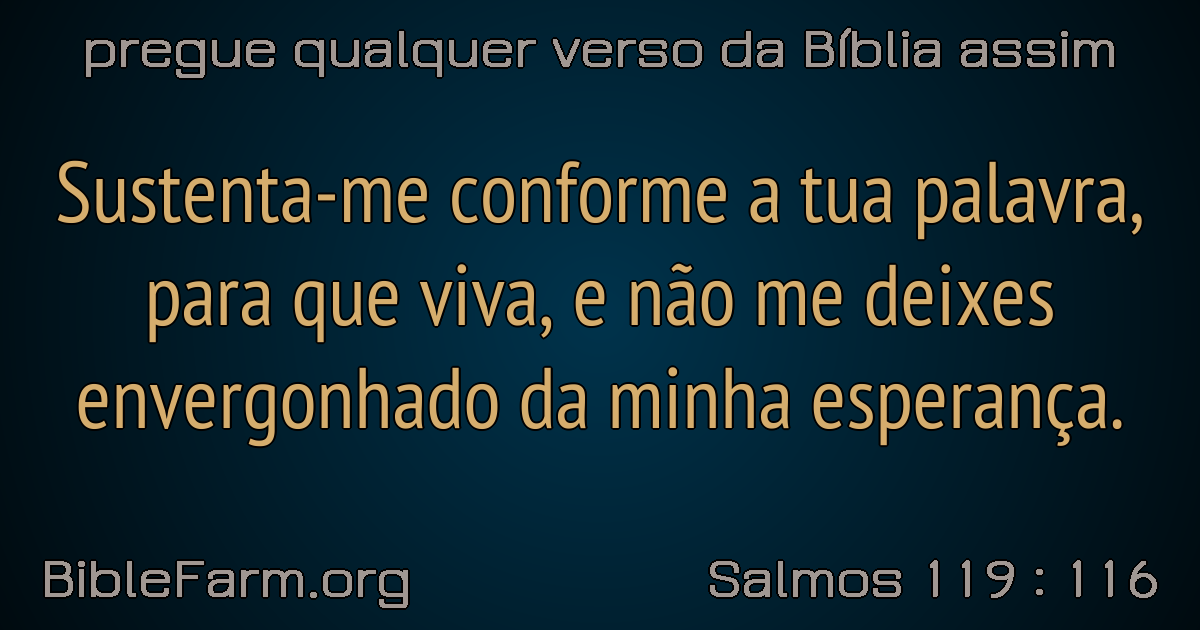 pregue qualquer verso da Bíblia assim
Sustenta-me conforme a tua palavra,
para que viva, e não me deixes
envergonhado da minha esperança.
BibleFarm.org
Salmos 119 : 116